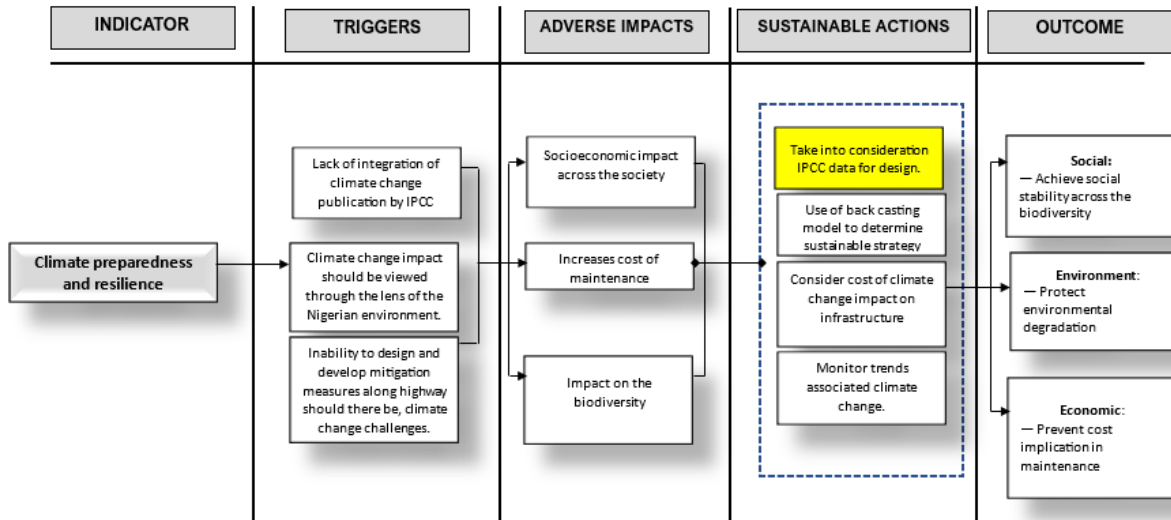 INDICATOR
TRIGGERS
ADVERSE IMPACTS
SUSTAINABLE ACTIONS
OUTCOME
Climate preparedness
and resilience
Lack of integration of
climate change
publication by IPCC
Climate change impact
should be viewed
through the lens of the
Nigerian environment.
Inability to design and
develop mitigation
measures along highway
should there be, climate
change challenges.
Socioeconomic impact
across the society
Increases cost of
maintenance
Impact on the
biodiversity
Take into consideration
IPCC data for design.
Use of back casting
model to determine
sustainable strategy
Consider cost of climate
change impact on
infrastructure
Monitor trends
associated climate
change.
Social:
— Achieve social
stability across the
biodiversity
Environment:
— Protect
environmental
degradation
Economic:
— Prevent cost
implication in
maintenance